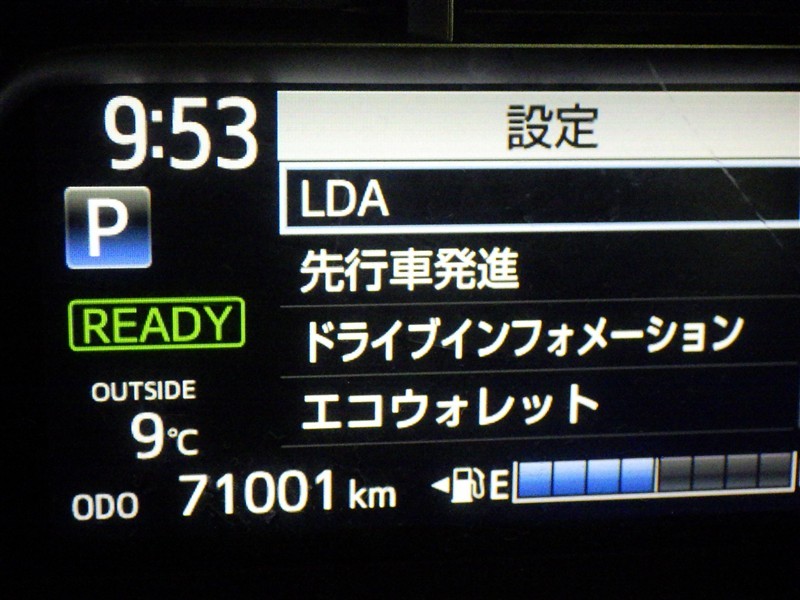 9:53
設定
P
LDA
先行車発進
READY
ドライブインフォメーション
OUTSIDE
9℃
エコウォレット
ODO 71001 km
E